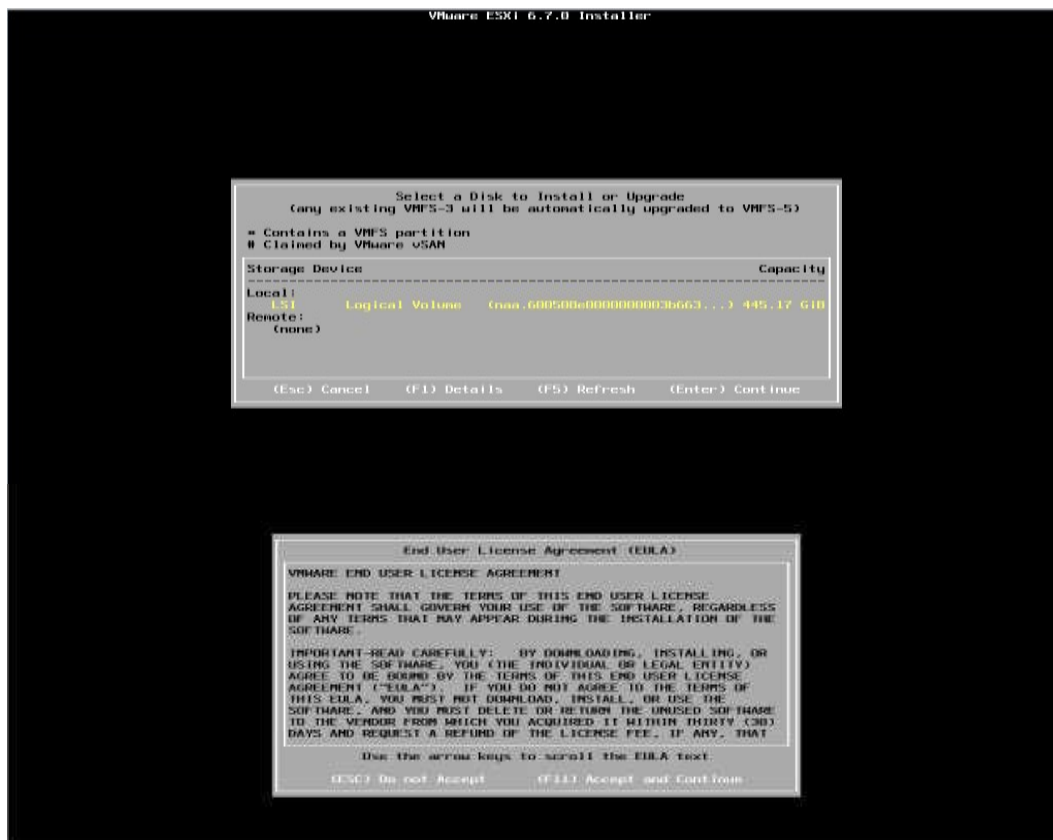 VMware ESXi 6.7.0 Installer
Select a Disk to Install or Upgrade
(any existing VMFS-3 will be automatically upgraded to VMFS-5)
* Contains a VMFS partition
# Claimed by VMware vSAN
Storage Device Capacity
Local:
LSI Logical Volume (naa.600508e0000000003b663...) 445.17 GiB
Remote:
(none)
(Esc) Cancel (F1) Details (F5) Refresh (Enter) Continue
End User License Agreement (EULA)
VMWARE END USER LICENSE AGREEMENT
PLEASE NOTE THAT THE TERMS OF THIS END USER LICENSE
AGREEMENT SHALL GOVERN YOUR USE OF THE SOFTWARE, REGARDLESS
OF ANY TERMS THAT MAY APPEAR DURING THE INSTALLATION OF THE
SOFTWARE.
IMPORTANT-READ CAREFULLY: BY DOWNLOADING, INSTALLING, OR
USING THE SOFTWARE, YOU (THE INDIVIDUAL OR LEGAL ENTITY)
AGREE TO BE BOUND BY THE TERMS OF THIS END USER LICENSE
AGREEMENT ("EULA"). IF YOU DO NOT AGREE TO THE TERMS OF
THIS EULA, YOU MUST NOT DOWNLOAD, INSTALL, OR USE THE
SOFTWARE, AND YOU MUST DELETE OR RETURN THE UNUSED SOFTWARE
TO THE VENDOR FROM WHICH YOU ACQUIRED IT WITHIN THIRTY (30)
DAYS AND REQUEST A REFUND OF THE LICENSE FEE, IF ANY, THAT
Use the arrow keys to scroll the EULA text
(ESC) Do not Accept (F11) Accept and Continue